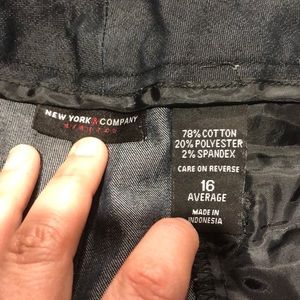 NEW YORK & COMPANY
78% COTTON
20% POLYESTER
2% SPANDEX
CARE ON REVERSE
16
AVERAGE
MADE IN
INDONESIA